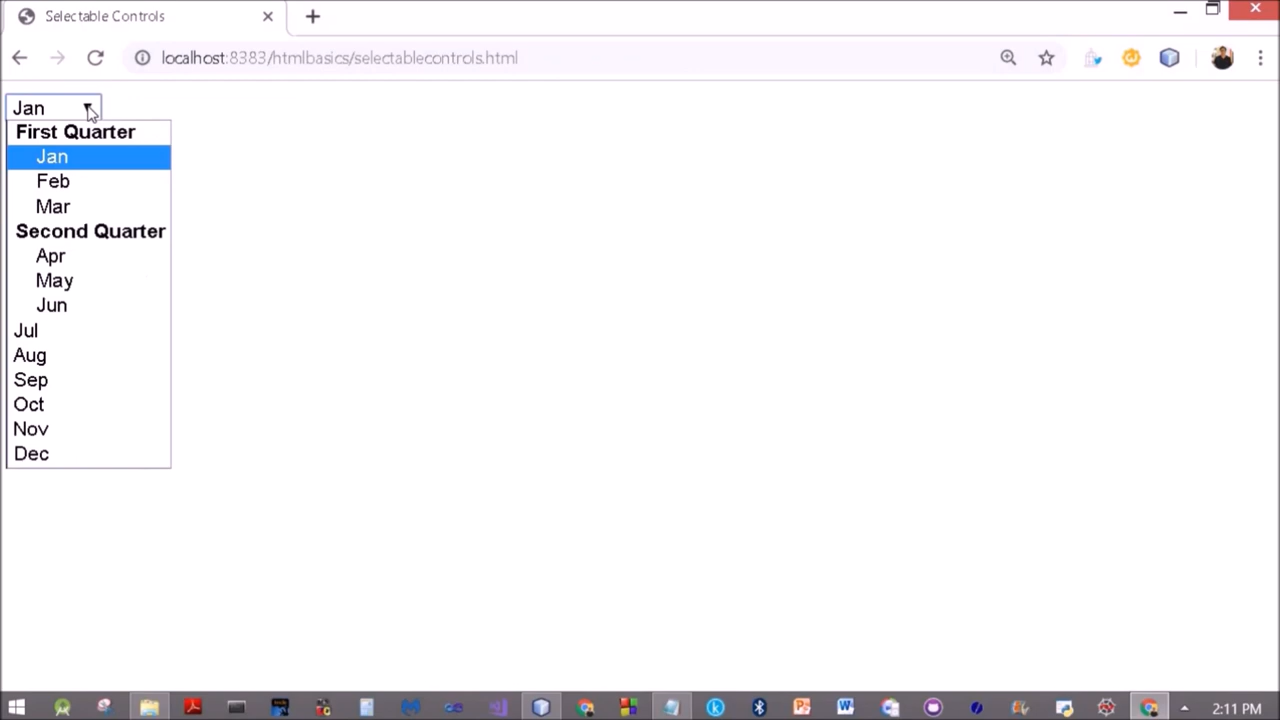 Selectable Controls
localhost:8383/htmlbasics/selectablecontrols.html
Jan
First Quarter
Jan
Feb
Mar
Second Quarter
Apr
May
Jun
Jul
Aug
Sep
Oct
Nov
Dec
2:11 PM